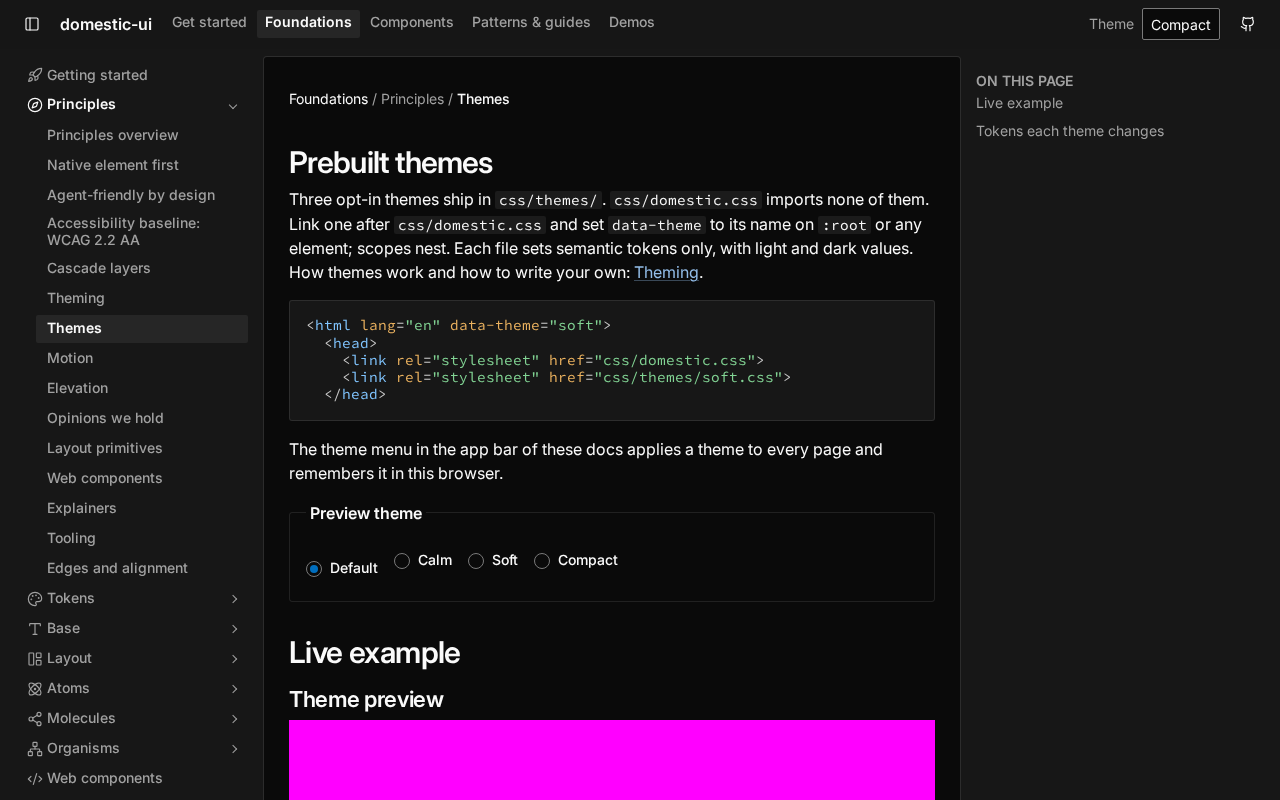 domestic-ui
Get started
Foundations
Components
Patterns & guides
Demos
Theme
Compact
Getting started
Principles
Principles overview
Native element first
Agent-friendly by design
Accessibility baseline:
WCAG 2.2 AA
Cascade layers
Theming
Themes
Motion
Elevation
Opinions we hold
Layout primitives
Web components
Explainers
Tooling
Edges and alignment
Tokens
Base
Layout
Atoms
Molecules
Organisms
Web components
Foundations / Principles / Themes
Prebuilt themes
Three opt-in themes ship in css/themes/. css/domestic.css imports none of them.
Link one after css/domestic.css and set data-theme to its name on :root or any
element; scopes nest. Each file sets semantic tokens only, with light and dark values.
How themes work and how to write your own: Theming.
<html lang="en" data-theme="soft">
  <head>
    <link rel="stylesheet" href="css/domestic.css">
    <link rel="stylesheet" href="css/themes/soft.css">
  </head>
The theme menu in the app bar of these docs applies a theme to every page and
remembers it in this browser.
Preview theme
Default
Calm
Soft
Compact
Live example
Theme preview
ON THIS PAGE
Live example
Tokens each theme changes